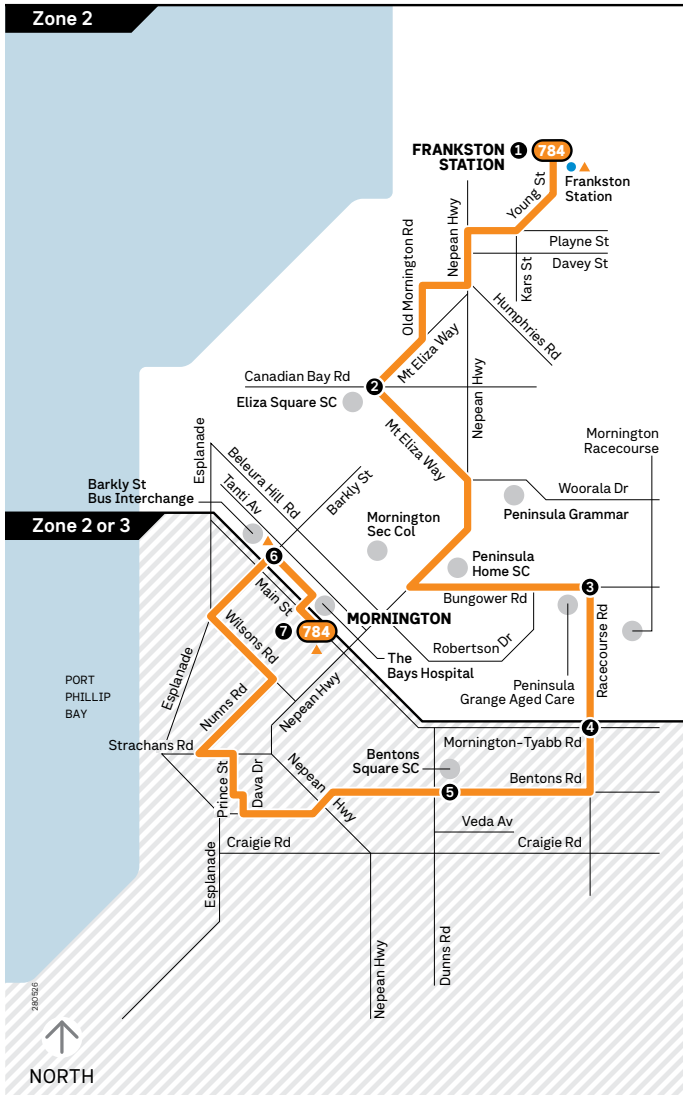 Zone 2
FRANKSTON
STATION
1
784
Frankston
Station
Young St
Playne St
Davey St
Kars St
Nepean Hwy
Old Mornington Rd
Humphries Rd
Mt Eliza Way
Canadian Bay Rd
2
Eliza Square SC
Nepean Hwy
Mt Eliza Way
Mornington
Racecourse
Esplanade
Beleura Hill Rd
Tanti Av
Barkly St
Barkly St
Bus Interchange
Woorala Dr
Peninsula Grammar
Zone 2 or 3
Mornington
Sec Col
6
Peninsula
Home SC
3
Bungower Rd
Main St
MORNINGTON
7
784
Wilsons Rd
Robertson Dr
Racecourse Rd
The
Bays Hospital
Peninsula
Grange Aged Care
PORT
PHILLIP
BAY
Esplanade
Nunns Rd
Nepean Hwy
4
Strachans Rd
Mornington-Tyabb Rd
Bentons
Square SC
Prince St
Dava Dr
Nepean Hwy
Bentons Rd
5
Veda Av
Craigie Rd
Craigie Rd
Esplanade
Dunns Rd
Nepean Hwy
280526
NORTH